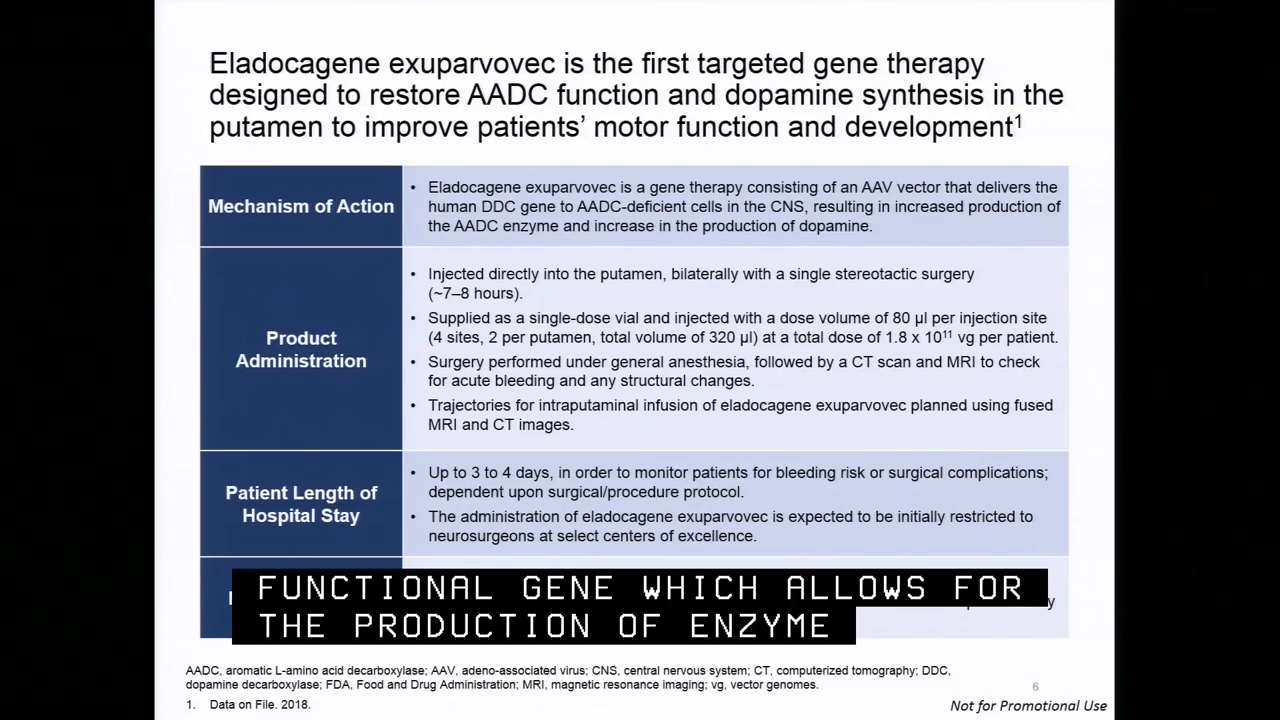 Eladocagene exuparvovec is the first targeted gene therapy
designed to restore AADC function and dopamine synthesis in the
putamen to improve patients' motor function and development¹
Mechanism of Action
• Eladocagene exuparvovec is a gene therapy consisting of an AAV vector that delivers the
human DDC gene to AADC-deficient cells in the CNS, resulting in increased production of
the AADC enzyme and increase in the production of dopamine.
Product
Administration
• Injected directly into the putamen, bilaterally with a single stereotactic surgery
(~7–8 hours).
• Supplied as a single-dose vial and injected with a dose volume of 80 µl per injection site
(4 sites, 2 per putamen, total volume of 320 µl) at a total dose of 1.8 x 10¹¹ vg per patient.
• Surgery performed under general anesthesia, followed by a CT scan and MRI to check
for acute bleeding and any structural changes.
• Trajectories for intraputaminal infusion of eladocagene exuparvovec planned using fused
MRI and CT images.
Patient Length of
Hospital Stay
• Up to 3 to 4 days, in order to monitor patients for bleeding risk or surgical complications;
dependent upon surgical/procedure protocol.
• The administration of eladocagene exuparvovec is expected to be initially restricted to
neurosurgeons at select centers of excellence.
FUNCTIONAL GENE WHICH ALLOWS FOR
THE PRODUCTION OF ENZYME
AADC, aromatic L-amino acid decarboxylase; AAV, adeno-associated virus; CNS, central nervous system; CT, computerized tomography; DDC,
dopamine decarboxylase; FDA, Food and Drug Administration; MRI, magnetic resonance imaging; vg, vector genomes.
1. Data on File. 2018.
6
Not for Promotional Use